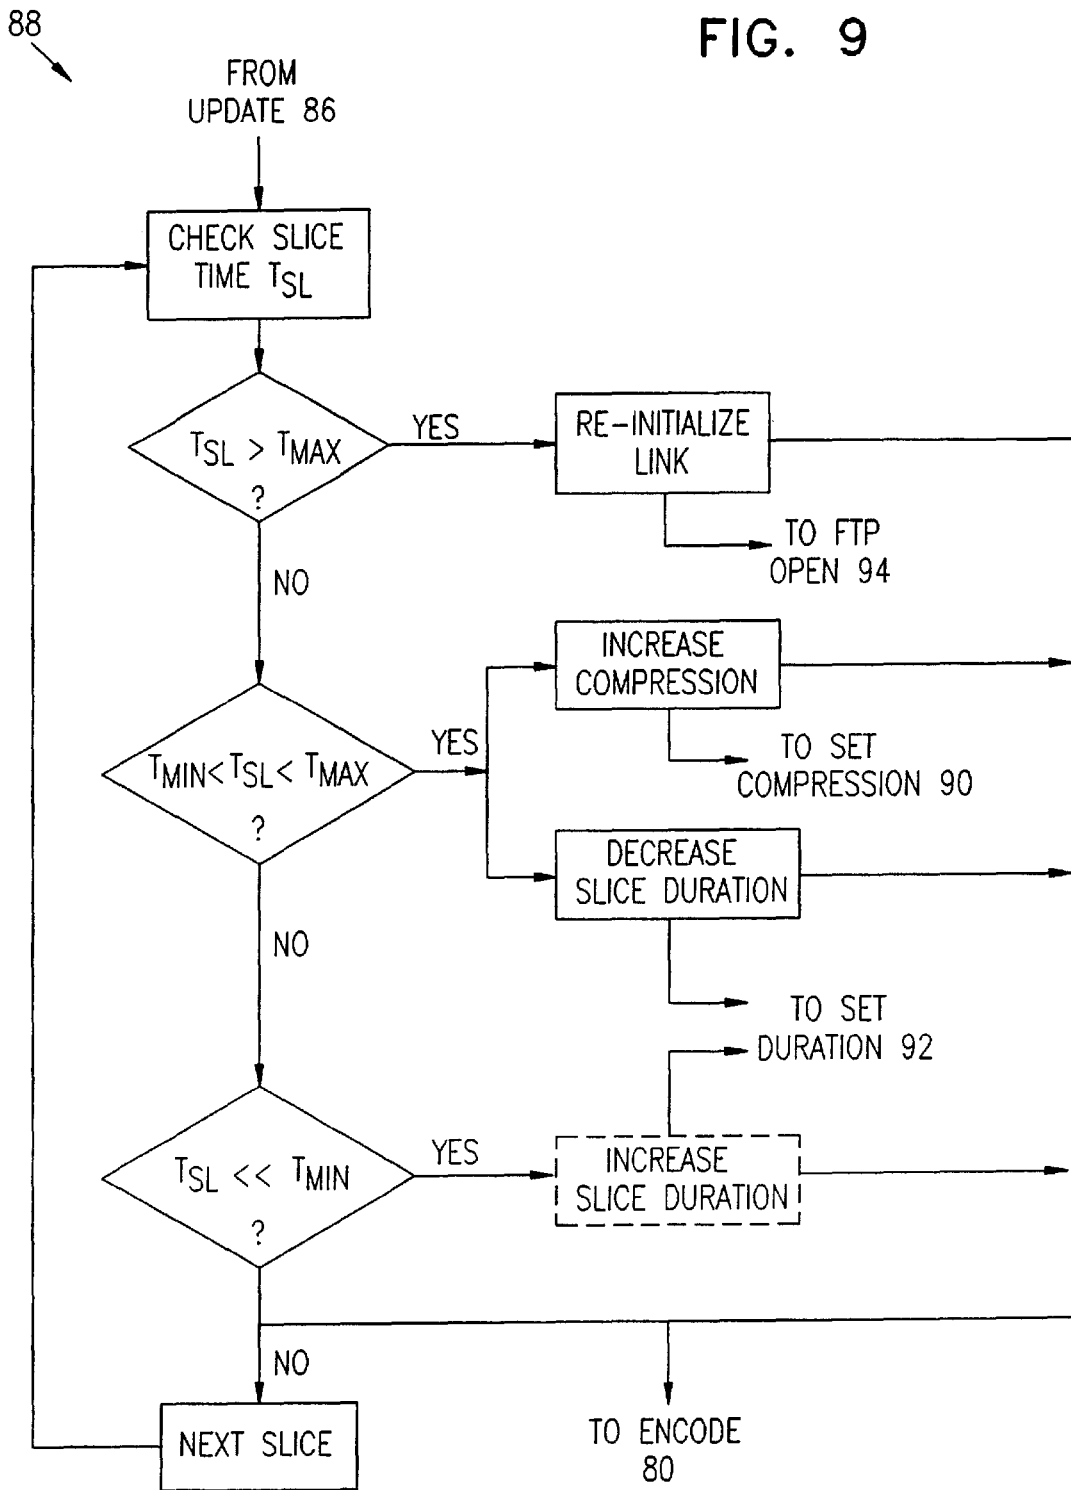 88
FIG. 9
FROM
UPDATE 86
CHECK SLICE
TIME TSL
TSL > TMAX
?
YES
RE-INITIALIZE
LINK
TO FTP
OPEN 94
NO
TMIN< TSL< TMAX
?
YES
INCREASE
COMPRESSION
TO SET
COMPRESSION 90
DECREASE
SLICE DURATION
NO
TO SET
DURATION 92
TSL << TMIN
?
YES
INCREASE
SLICE DURATION
NO
NEXT SLICE
TO ENCODE
80